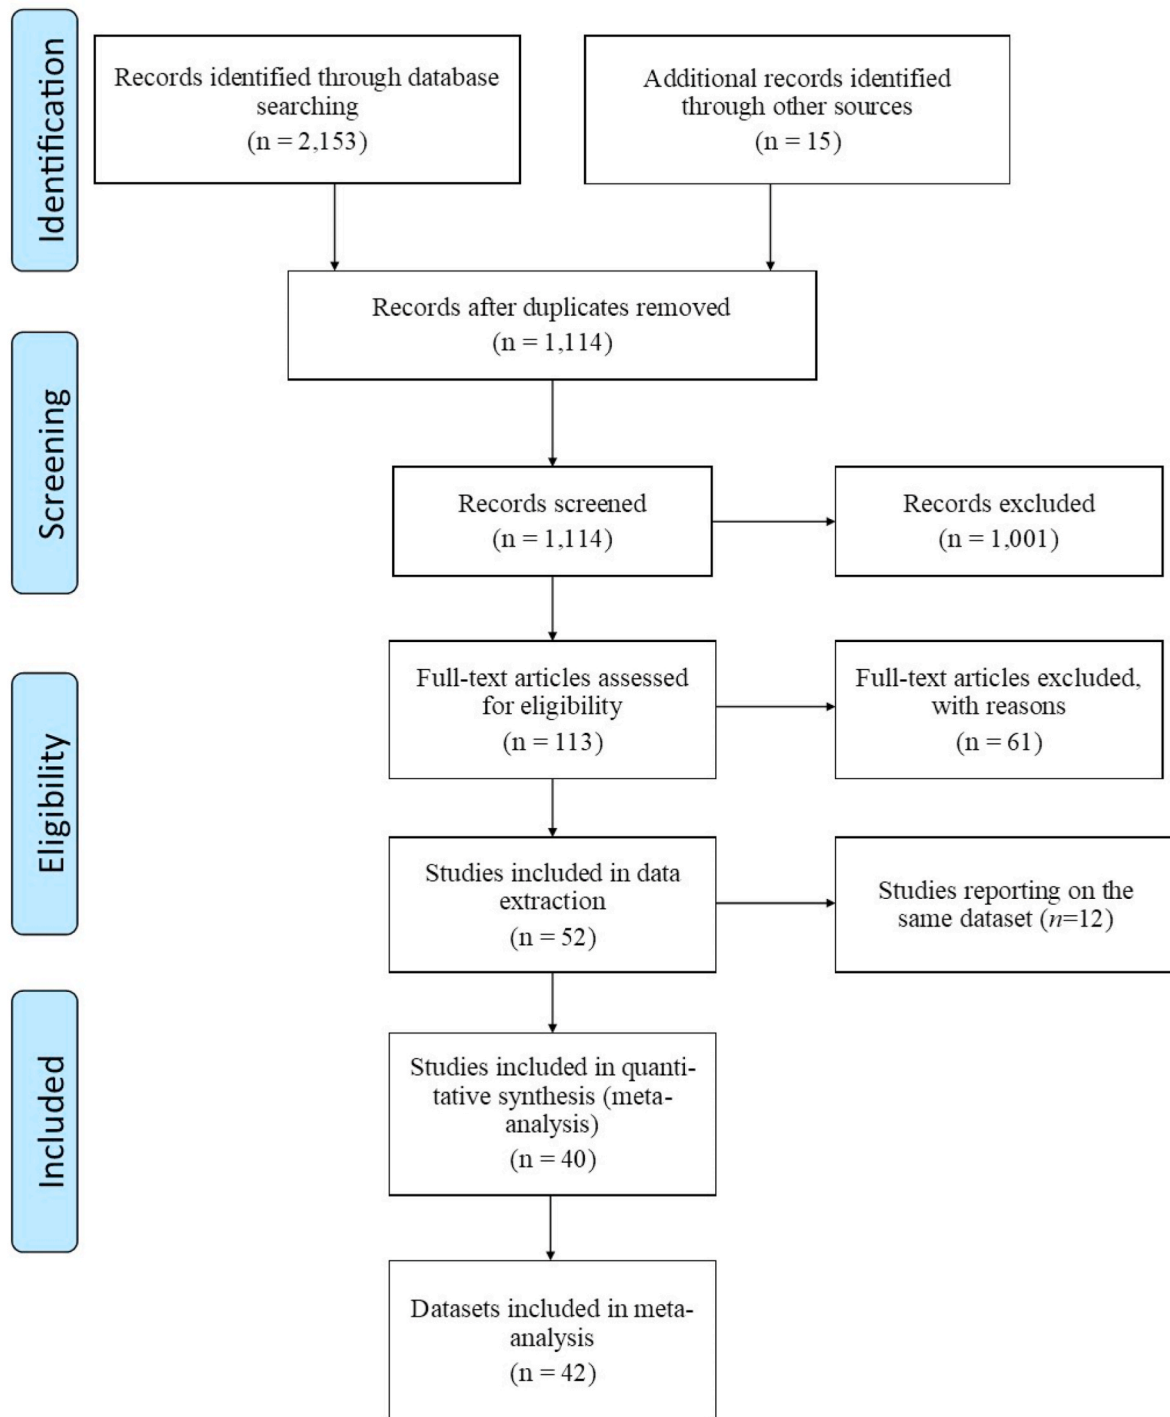 Identification
Records identified through database
searching
(n = 2,153)
Additional records identified
through other sources
(n = 15)
Records after duplicates removed
(n = 1,114)
Screening
Records screened
(n = 1,114)
Records excluded
(n = 1,001)
Eligibility
Full-text articles assessed
for eligibility
(n = 113)
Full-text articles excluded,
with reasons
(n = 61)
Studies included in data
extraction
(n = 52)
Studies reporting on the
same dataset (n=12)
Included
Studies included in quanti-
tative synthesis (meta-
analysis)
(n = 40)
Datasets included in meta-
analysis
(n = 42)